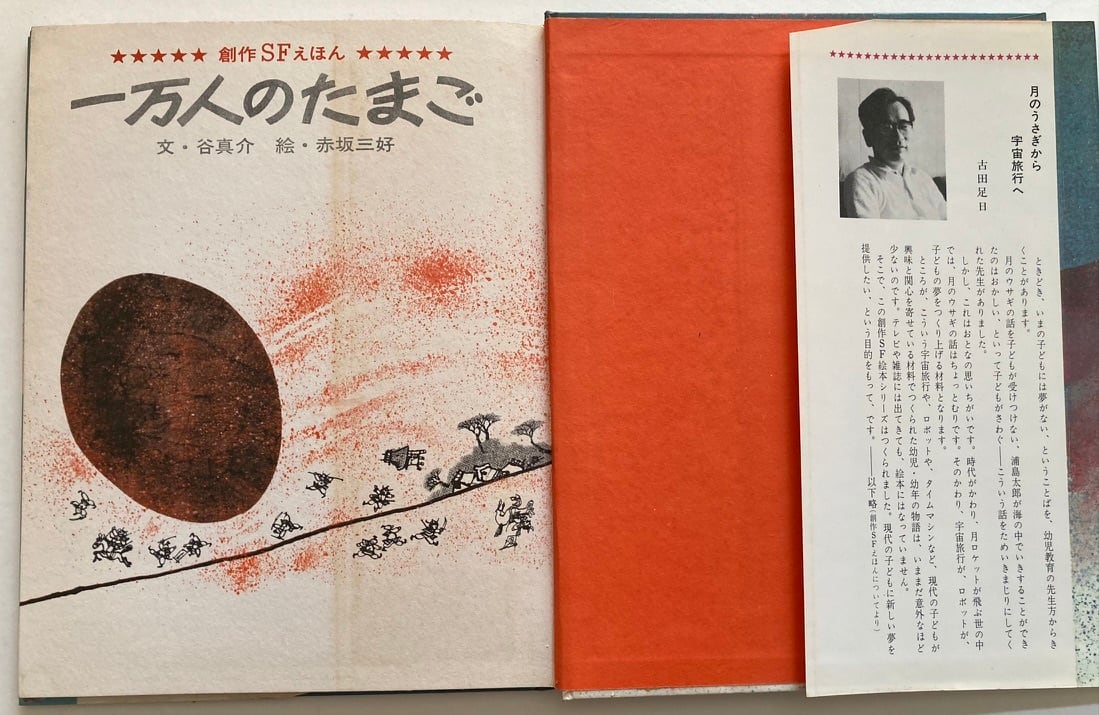 ★★★★★ 創作SFえほん ★★★★★
一万人のたまご
文・谷真介 絵・赤坂三好
月のうさぎから
宇宙旅行へ
古田足日
ときどき、いまの子どもには夢がない、ということばを、幼児教育の先生方からき
くことがあります。
月のウサギの話を子どもが受けつけない、浦島太郎が海の中でいきすることができ
たのはおかしい、といって子どもがさわぐ――こういう話をためいきまじりにしてく
れた先生がありました。
しかし、これはおとなの思いちがいです。時代がかわり、月ロケットが飛ぶ世の中
では、月のウサギの話はちょっとむりです。そのかわり、宇宙旅行が、ロボットが、
子どもの夢をつくり上げる材料となります。
ところが、こういう宇宙旅行や、ロボットや、タイムマシンなど、現代の子どもが
興味と関心を寄せている材料でつくられた幼児・幼年の物語は、いままだ意外なほど
少ないのです。テレビや雑誌には出てきても、絵本にはなっていません。
そこで、この創作SF絵本シリーズはつくられました。現代の子どもに新しい夢を
提供したい、という目的をもって、です。――以下略(創作SFえほんについてより)